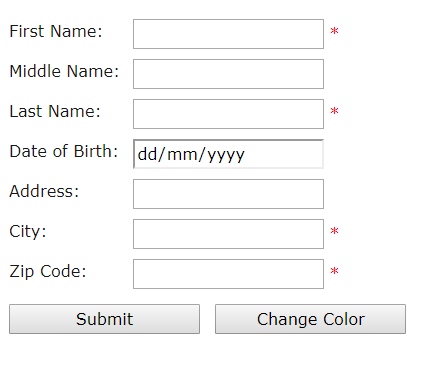 First Name: *
Middle Name:
Last Name: *
Date of Birth: dd/mm/yyyy
Address:
City: *
Zip Code: *
Submit Change Color